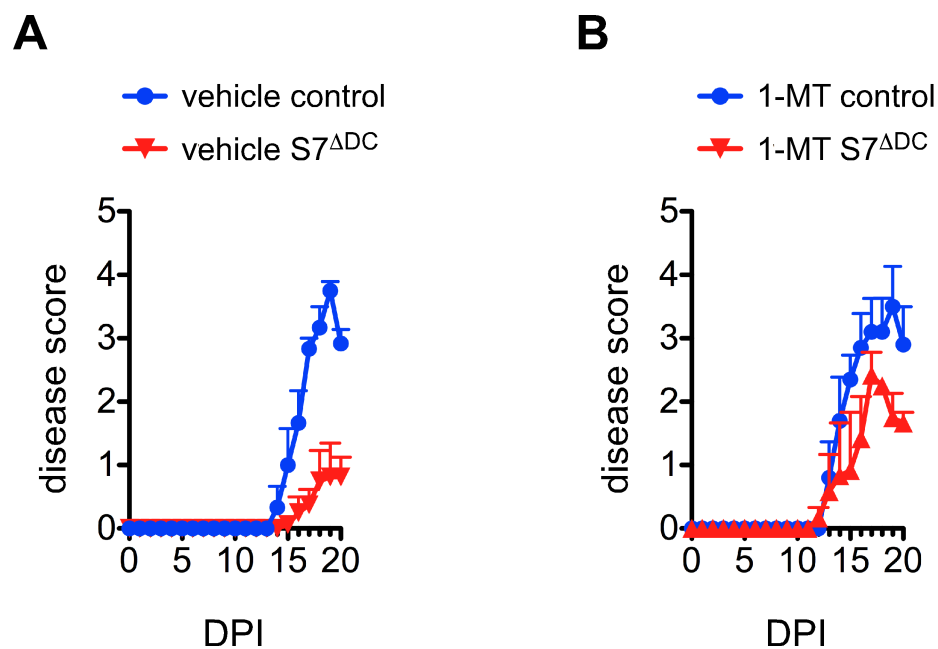 A
vehicle control
vehicle S7ΔDC
disease score
5
4
3
2
1
0
0 5 10 15 20
DPI
B
1-MT control
1-MT S7ΔDC
disease score
5
4
3
2
1
0
0 5 10 15 20
DPI